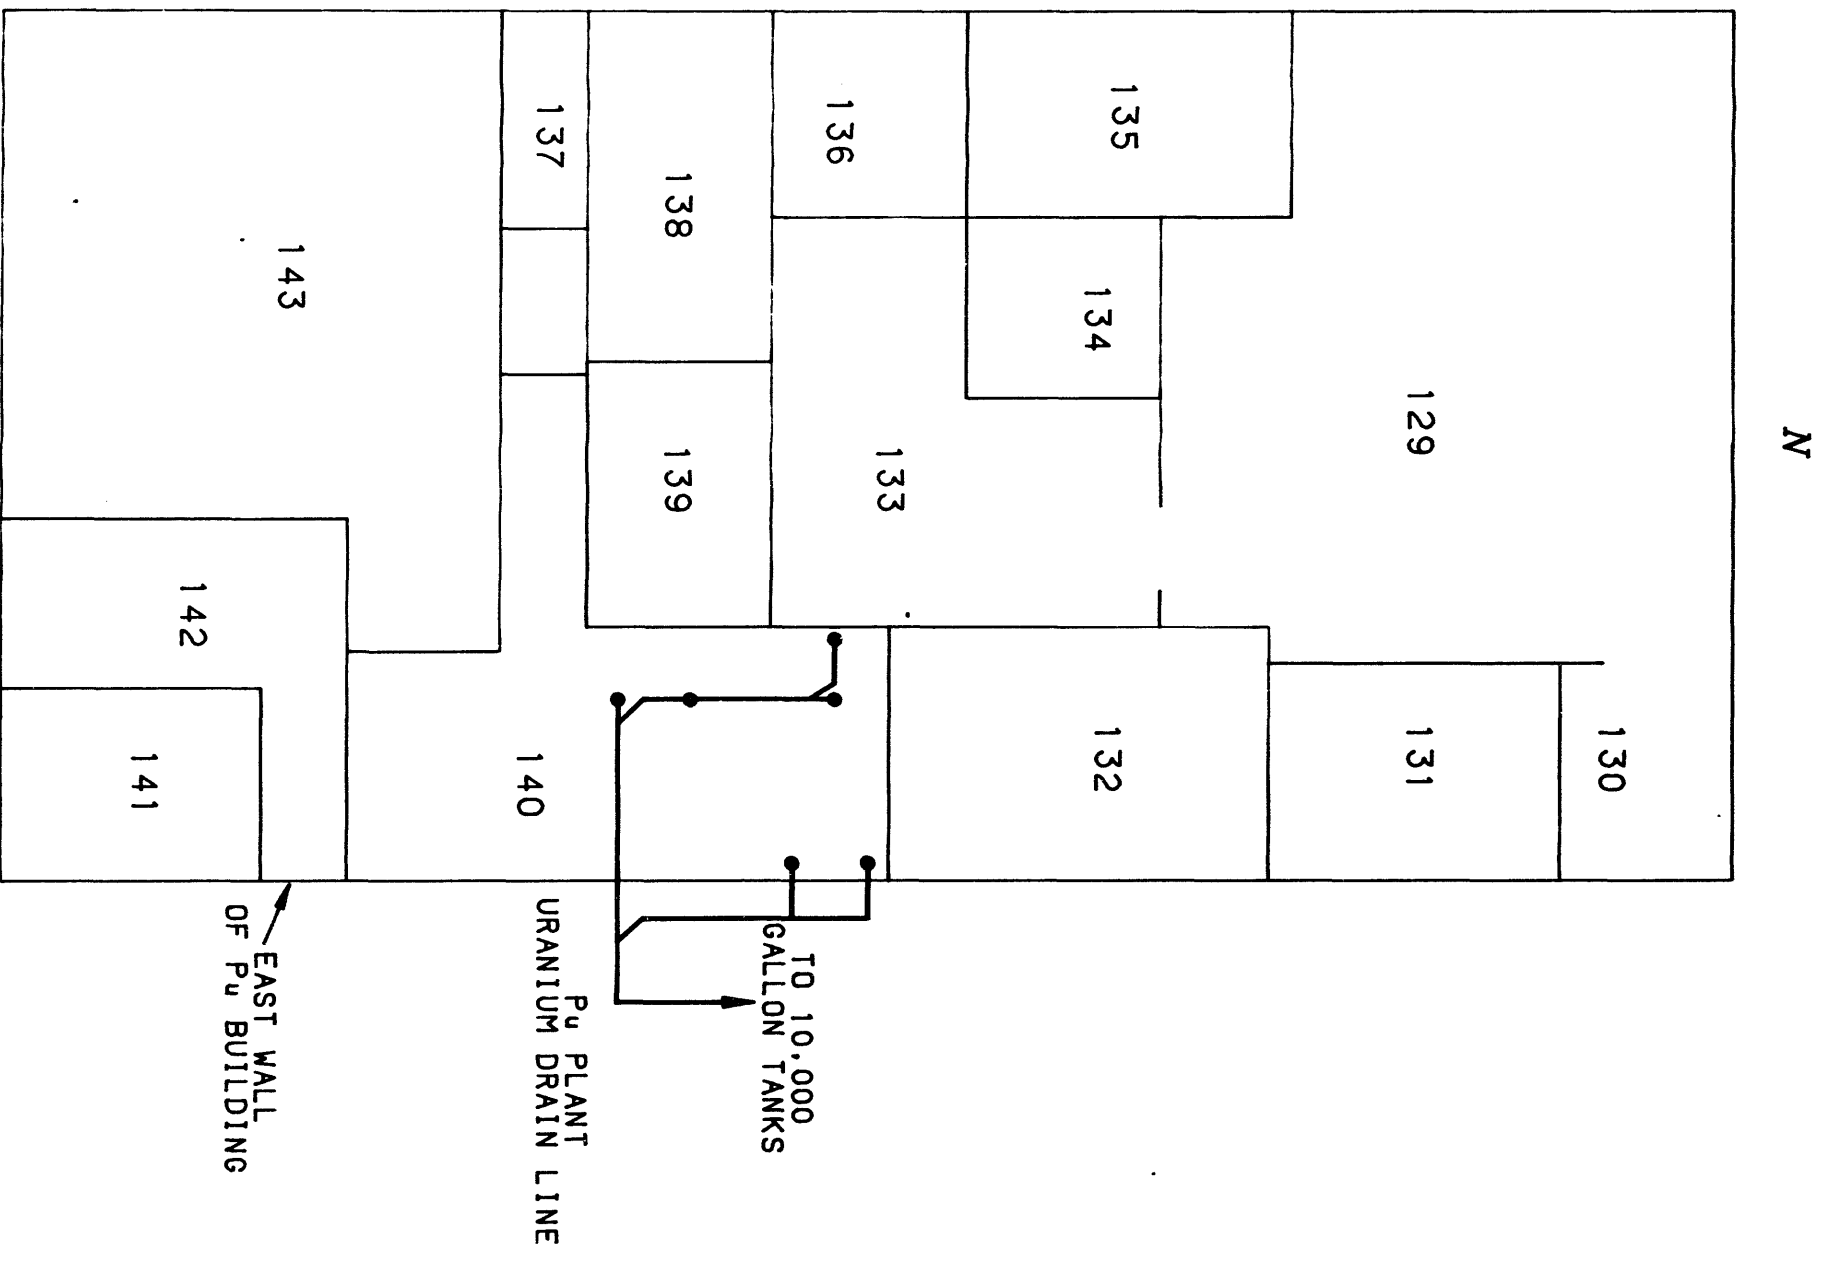 N
130
129
131
135
134
132
133
136
TO 10,000
GALLON TANKS
138
139
137
140
Pu PLANT
URANIUM DRAIN LINE
143
EAST WALL
OF Pu BUILDING
142
141